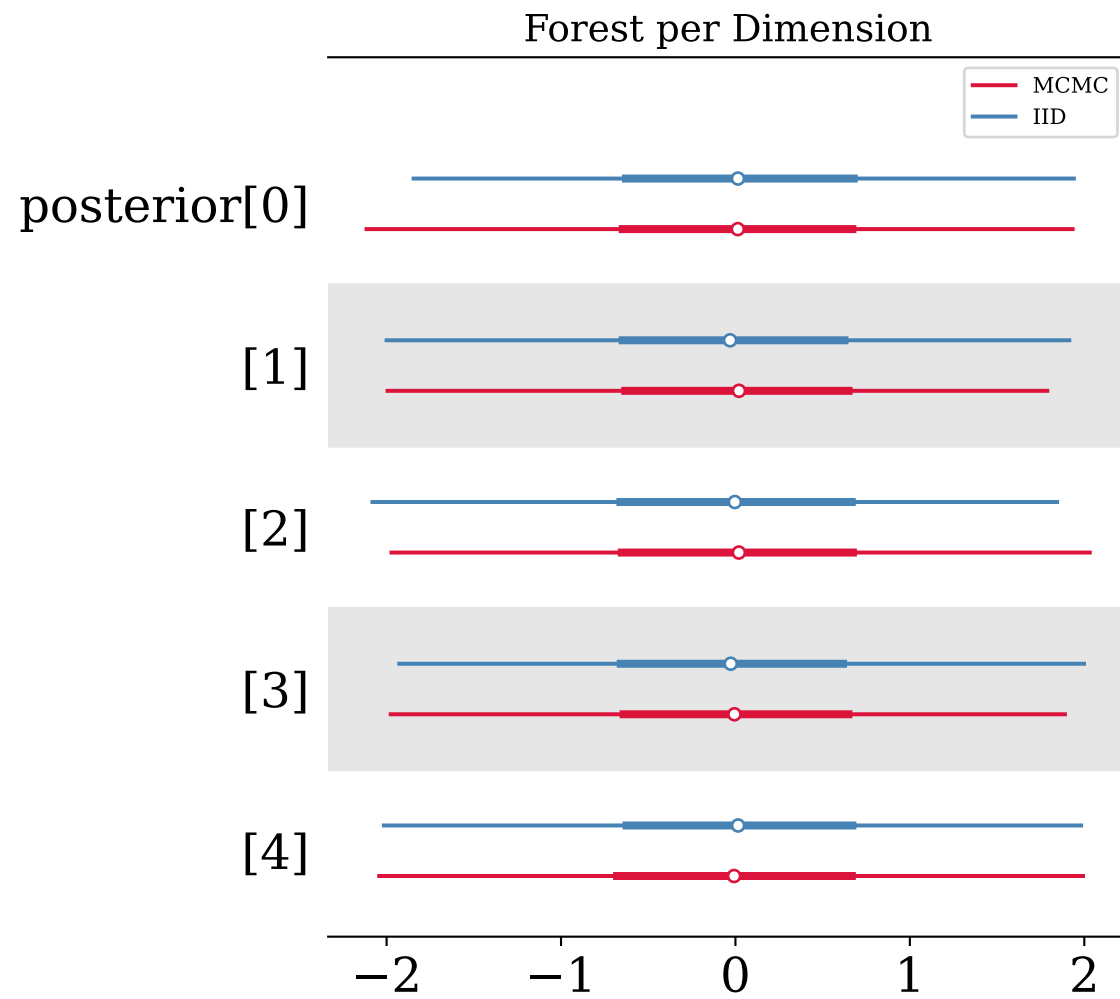 Forest per Dimension
MCMC
IID
posterior[0]
[1]
[2]
[3]
[4]
−2 −1 0 1 2